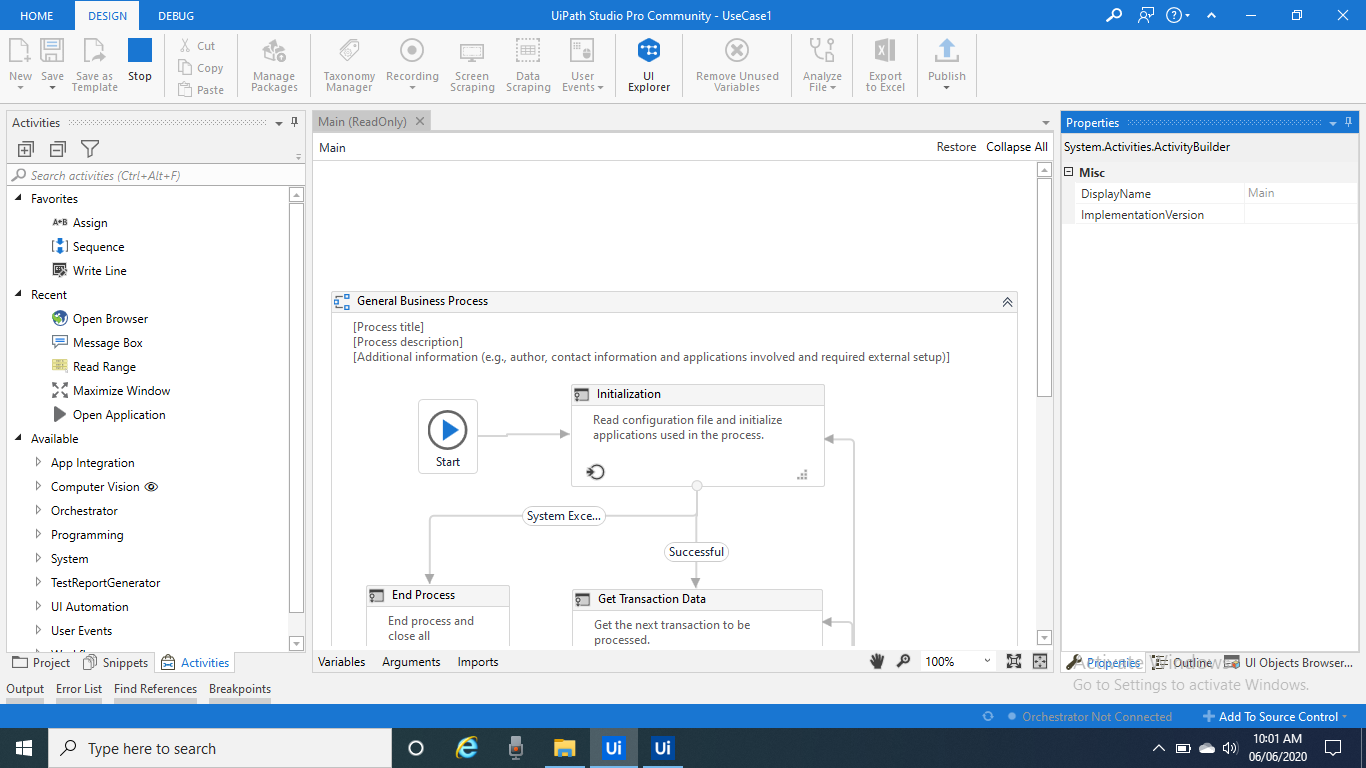 HOME DESIGN DEBUG UiPath Studio Pro Community - UseCase1
New Save Save as Template Stop
Cut
Copy
Paste
Manage Packages
Taxonomy Manager
Recording
Screen Scraping
Data Scraping
User Events
UI Explorer
Remove Unused Variables
Analyze File
Export to Excel
Publish
Activities
Search activities (Ctrl+Alt+F)
Favorites
A*B Assign
Sequence
Write Line
Recent
Open Browser
Message Box
Read Range
Maximize Window
Open Application
Available
App Integration
Computer Vision
Orchestrator
Programming
System
TestReportGenerator
UI Automation
User Events
Project Snippets Activities
Main (ReadOnly)
Main Restore Collapse All
General Business Process
[Process title]
[Process description]
[Additional information (e.g., author, contact information and applications involved and required external setup)]
Start
Initialization
Read configuration file and initialize
applications used in the process.
System Exce...
Successful
End Process
End process and
close all
Get Transaction Data
Get the next transaction to be
processed.
Variables Arguments Imports 100%
Properties
System.Activities.ActivityBuilder
Misc
DisplayName Main
ImplementationVersion
Properties Outline UI Objects Browser...
Activate Windows
Go to Settings to activate Windows.
Output Error List Find References Breakpoints
Orchestrator Not Connected Add To Source Control
Type here to search
Ui Ui
10:01 AM
06/06/2020